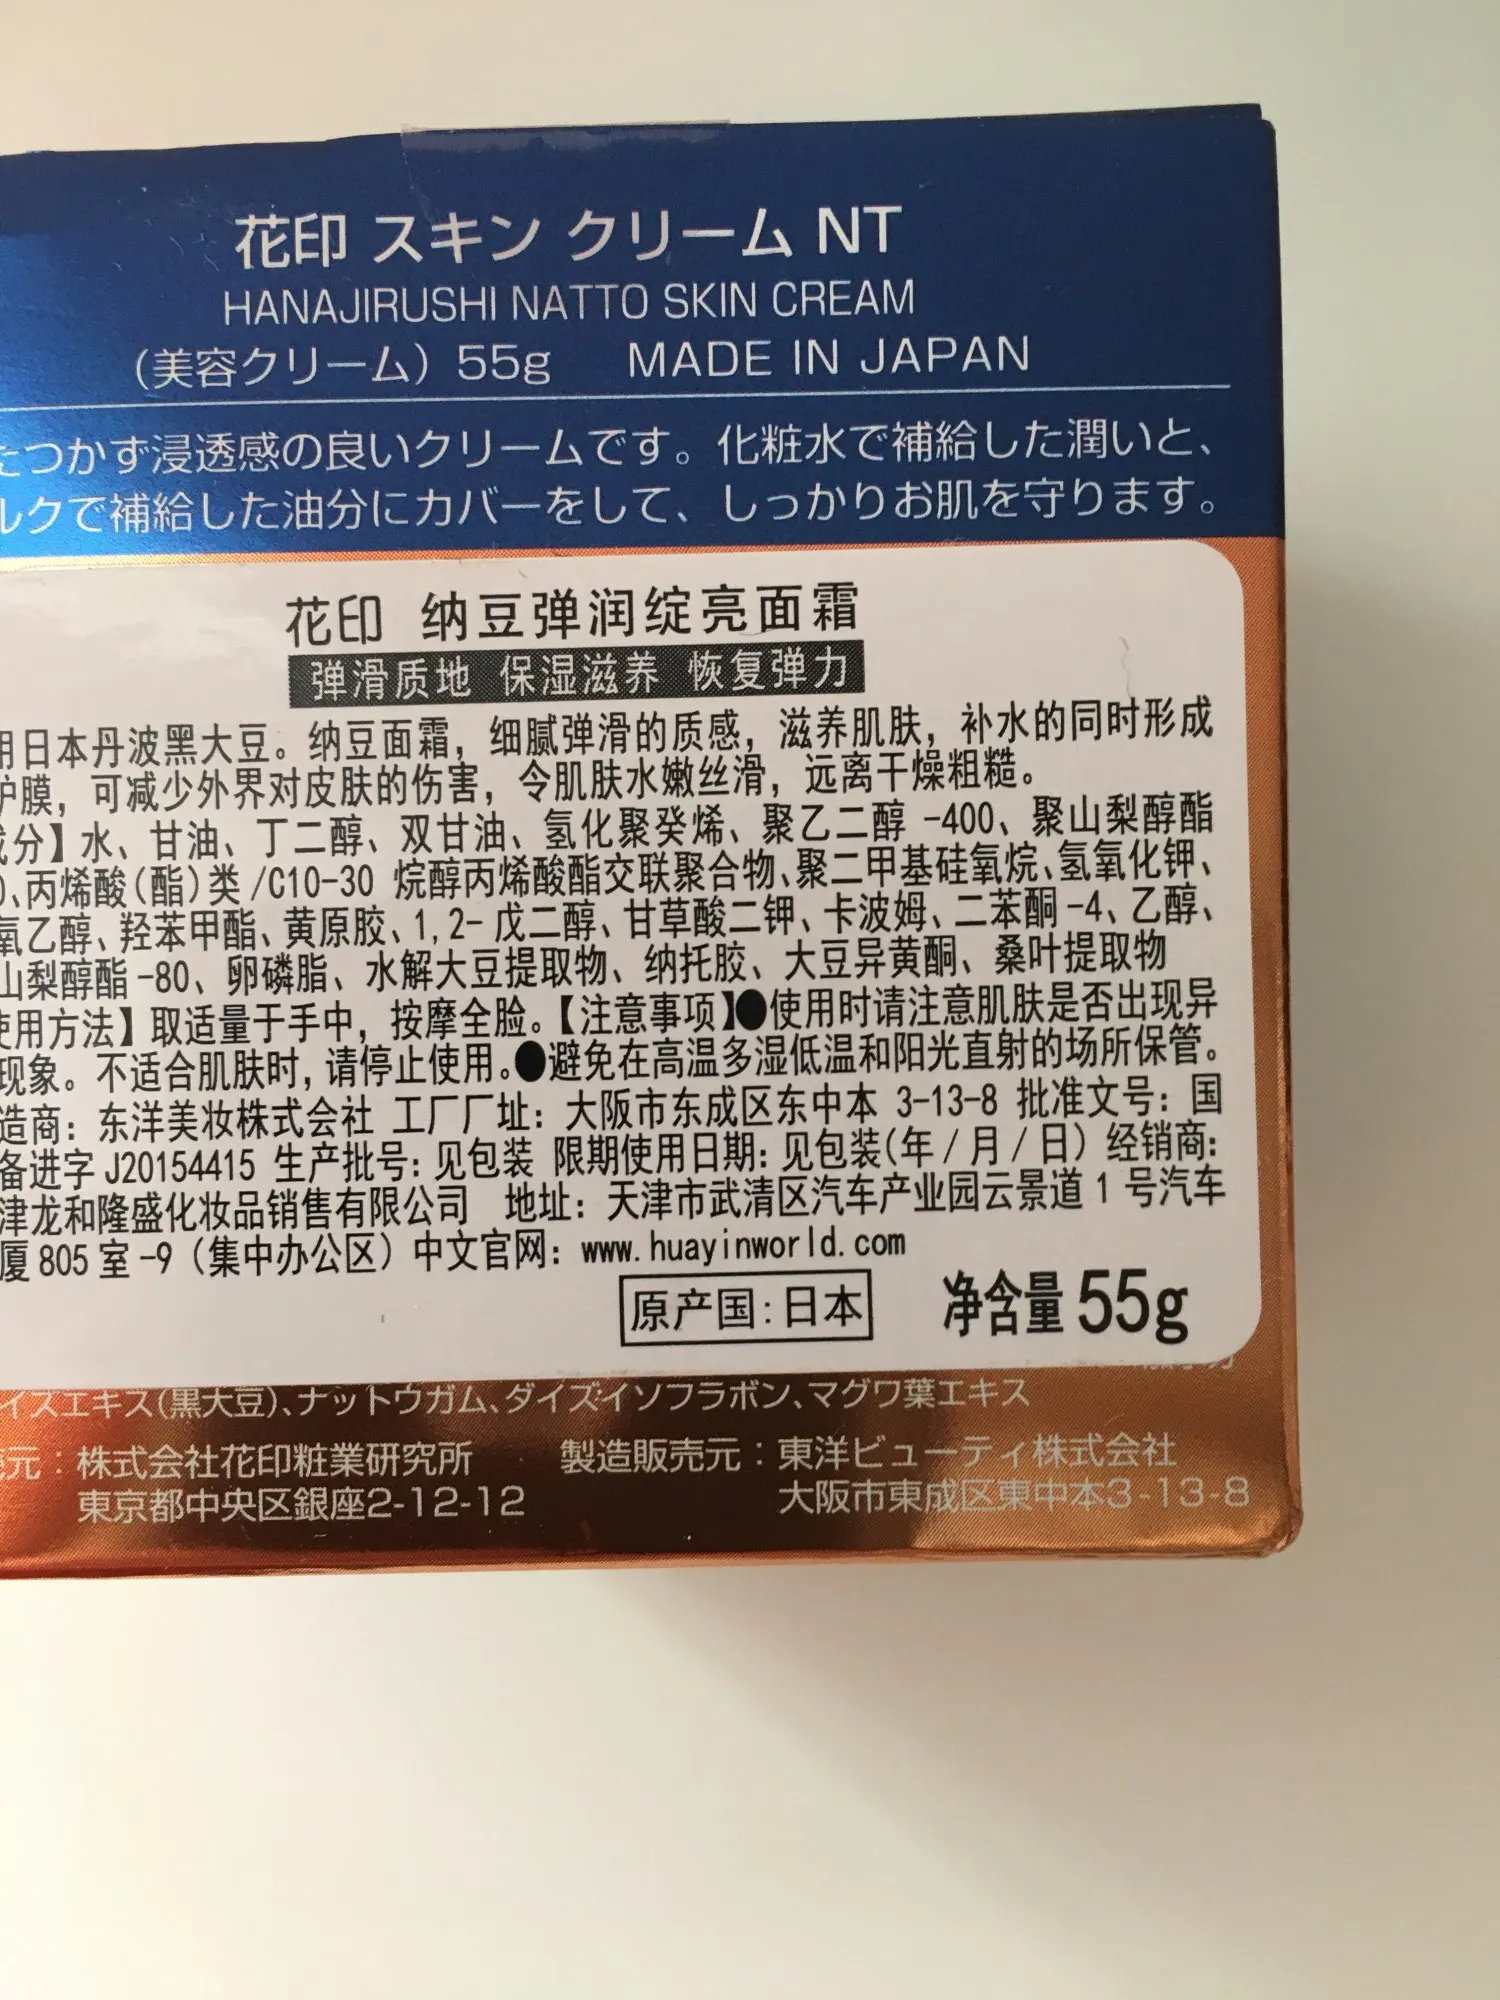 花印 スキン クリーム NT
HANAJIRUSHI NATTO SKIN CREAM
（美容クリーム）55g MADE IN JAPAN
たつかず浸透感の良いクリームです。化粧水で補給した潤いと、
ルクで補給した油分にカバーをして、しっかりお肌を守ります。
花印 纳豆弹润绽亮面霜
弹滑质地 保湿滋养 恢复弹力
用日本丹波黑大豆。纳豆面霜，细腻弹滑的质感，滋养肌肤，补水的同时形成
护膜，可减少外界对皮肤的伤害，令肌肤水嫩丝滑，远离干燥粗糙。
成分】水、甘油、丁二醇、双甘油、氢化聚癸烯、聚乙二醇-400、聚山梨醇酯
0、丙烯酸(酯)类/C10-30 烷醇丙烯酸酯交联聚合物、聚二甲基硅氧烷、氢氧化钾、
氧乙醇、羟苯甲酯、黄原胶、1,2-戊二醇、甘草酸二钾、卡波姆、二苯酮-4、乙醇、
山梨醇酯-80、卵磷脂、水解大豆提取物、纳托胶、大豆异黄酮、桑叶提取物
使用方法】取适量于手中，按摩全脸。【注意事项】●使用时请注意肌肤是否出现异
现象。不适合肌肤时，请停止使用。●避免在高温多湿低温和阳光直射的场所保管。
造商：东洋美妆株式会社 工厂厂址：大阪市东成区东中本 3-13-8 批准文号：国
备进字 J20154415 生产批号：见包装 限期使用日期：见包装(年/月/日) 经销商：
津龙和隆盛化妆品销售有限公司 地址：天津市武清区汽车产业园云景道1号汽车
厦805室-9（集中办公区）中文官网：www.huayinworld.com
原产国：日本 净含量 55g
イズエキス(黒大豆)、ナットウガム、ダイズイソフラボン、マグワ葉エキス
売元：株式会社花印粧業研究所 製造販売元：東洋ビューティ株式会社
東京都中央区銀座2-12-12 大阪市東成区東中本3-13-8